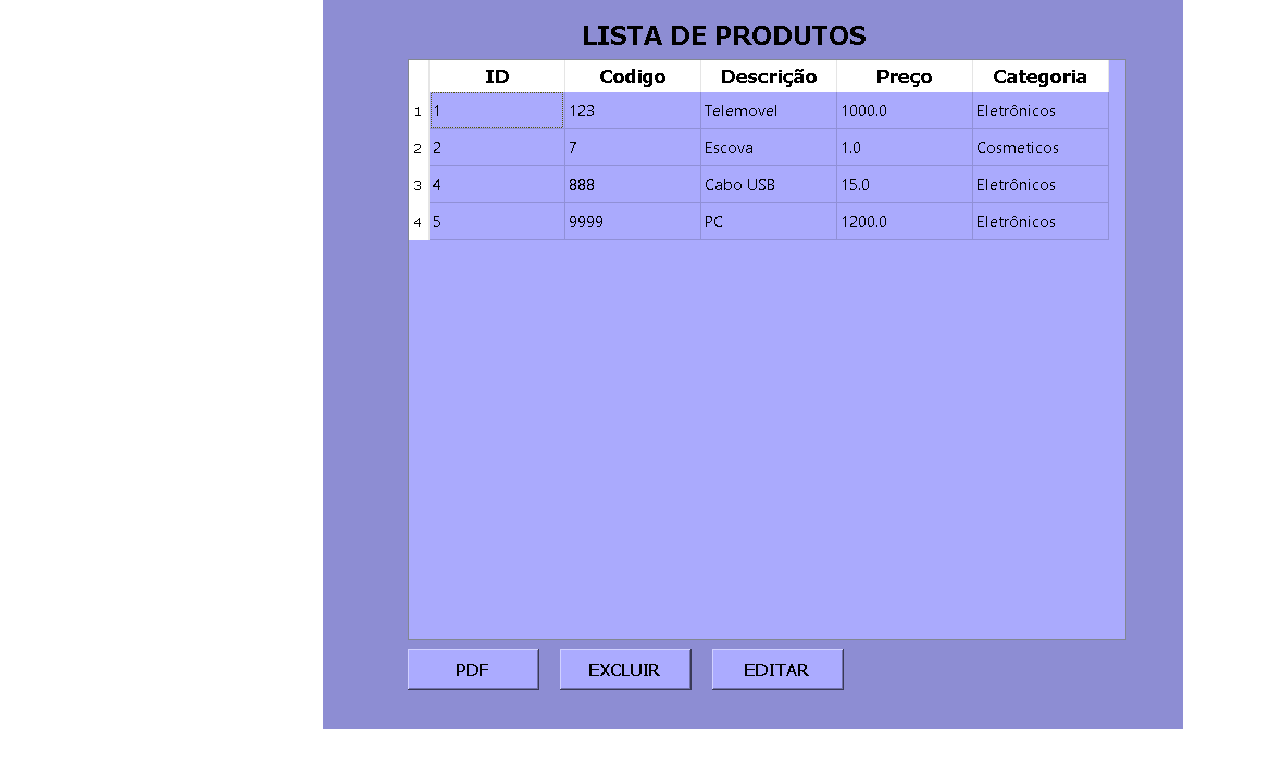 LISTA DE PRODUTOS
ID Codigo Descrição Preço Categoria
1 1 123 Telemovel 1000.0 Eletrônicos
2 2 7 Escova 1.0 Cosmeticos
3 4 888 Cabo USB 15.0 Eletrônicos
4 5 9999 PC 1200.0 Eletrônicos
PDF EXCLUIR EDITAR